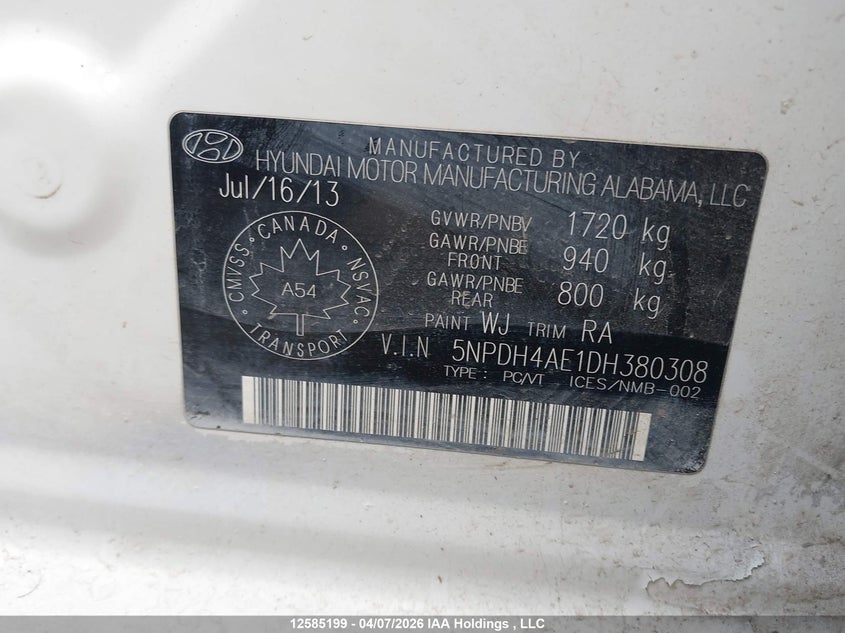 MANUFACTURED BY
HYUNDAI MOTOR MANUFACTURING ALABAMA, LLC
Jul/16/13
GVWR/PNBV 1720 kg
GAWR/PNBE FRONT 940 kg
GAWR/PNBE REAR 800 kg
CANADA
CMVSS
NSVAC
A54
TRANSPORT
PAINT WJ TRIM RA
V.I.N 5NPDH4AE1DH380308
TYPE : PC/VT ICES/NMB-002
12585199 - 04/07/2026 IAA Holdings , LLC